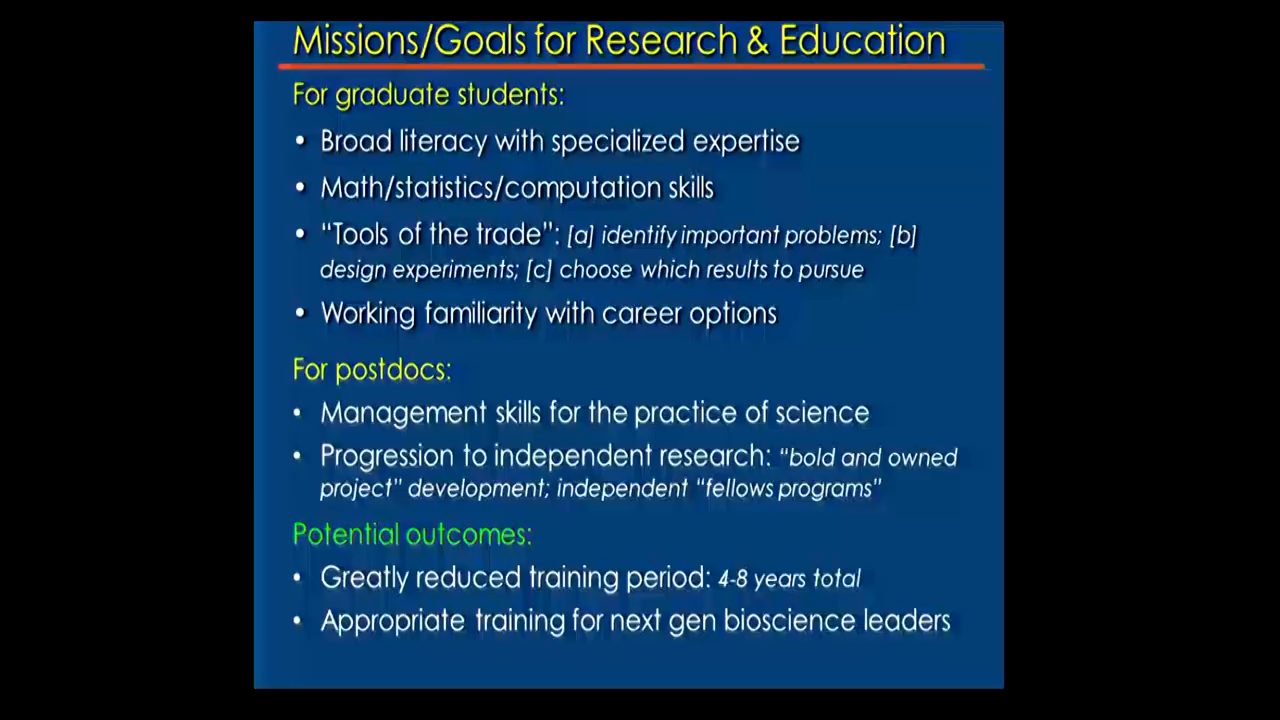 Missions/Goals for Research & Education
For graduate students:
• Broad literacy with specialized expertise
• Math/statistics/computation skills
• “Tools of the trade”: [a] identify important problems; [b]
design experiments; [c] choose which results to pursue
• Working familiarity with career options
For postdocs:
• Management skills for the practice of science
• Progression to independent research: “bold and owned
project” development; independent “fellows programs”
Potential outcomes:
• Greatly reduced training period: 4-8 years total
• Appropriate training for next gen bioscience leaders